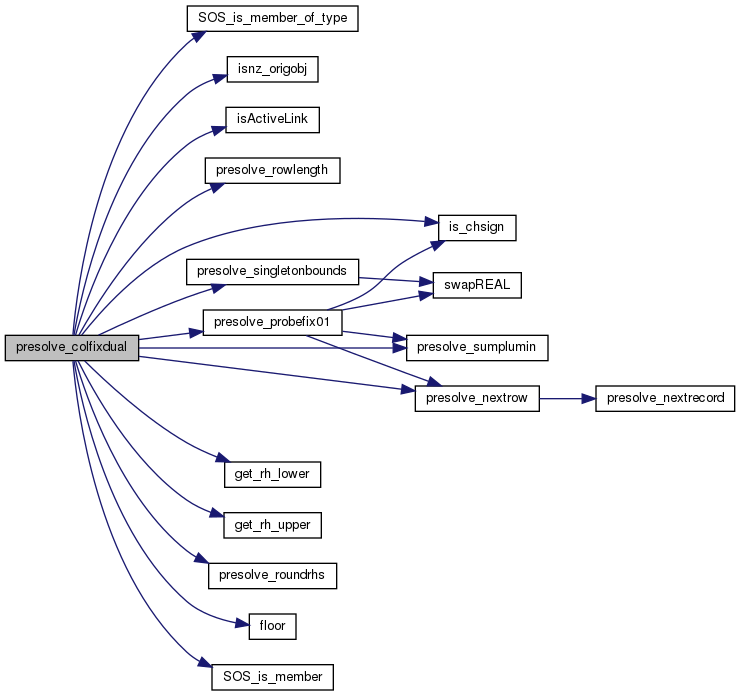 SOS_is_member_of_type
isnz_origobj
isActiveLink
presolve_rowlength
is_chsign
presolve_singletonbounds
swapREAL
presolve_probefix01
presolve_colfixdual
presolve_sumplumin
presolve_nextrow
presolve_nextrecord
get_rh_lower
get_rh_upper
presolve_roundrhs
floor
SOS_is_member